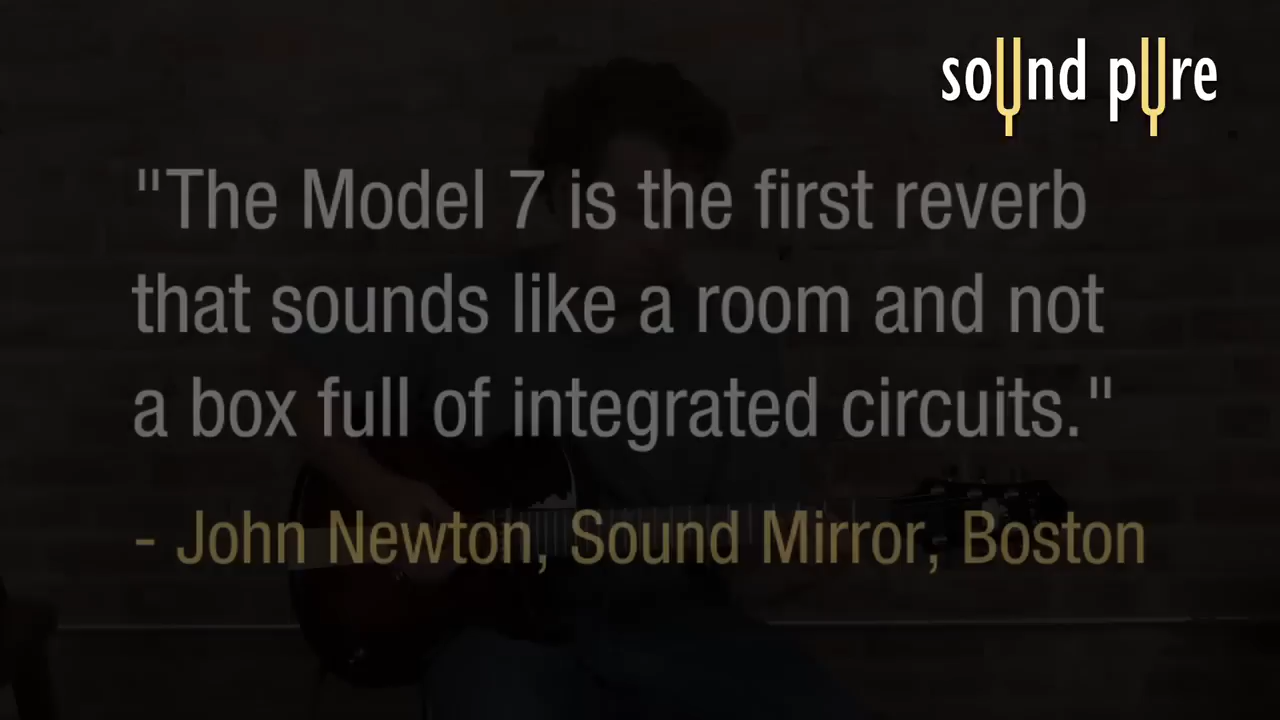 sound pure
"The Model 7 is the first reverb
that sounds like a room and not
a box full of integrated circuits."
- John Newton, Sound Mirror, Boston